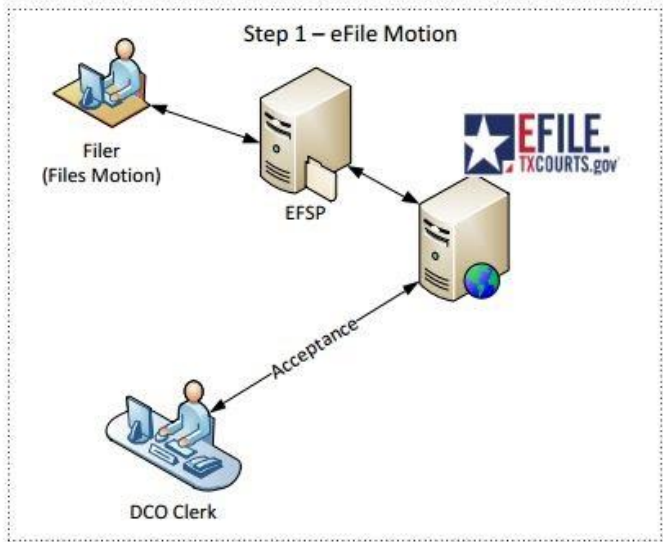 Step 1 – eFile Motion
Filer
(Files Motion)
EFSP
EFILE.
TXCOURTS.gov
Acceptance
DCO Clerk